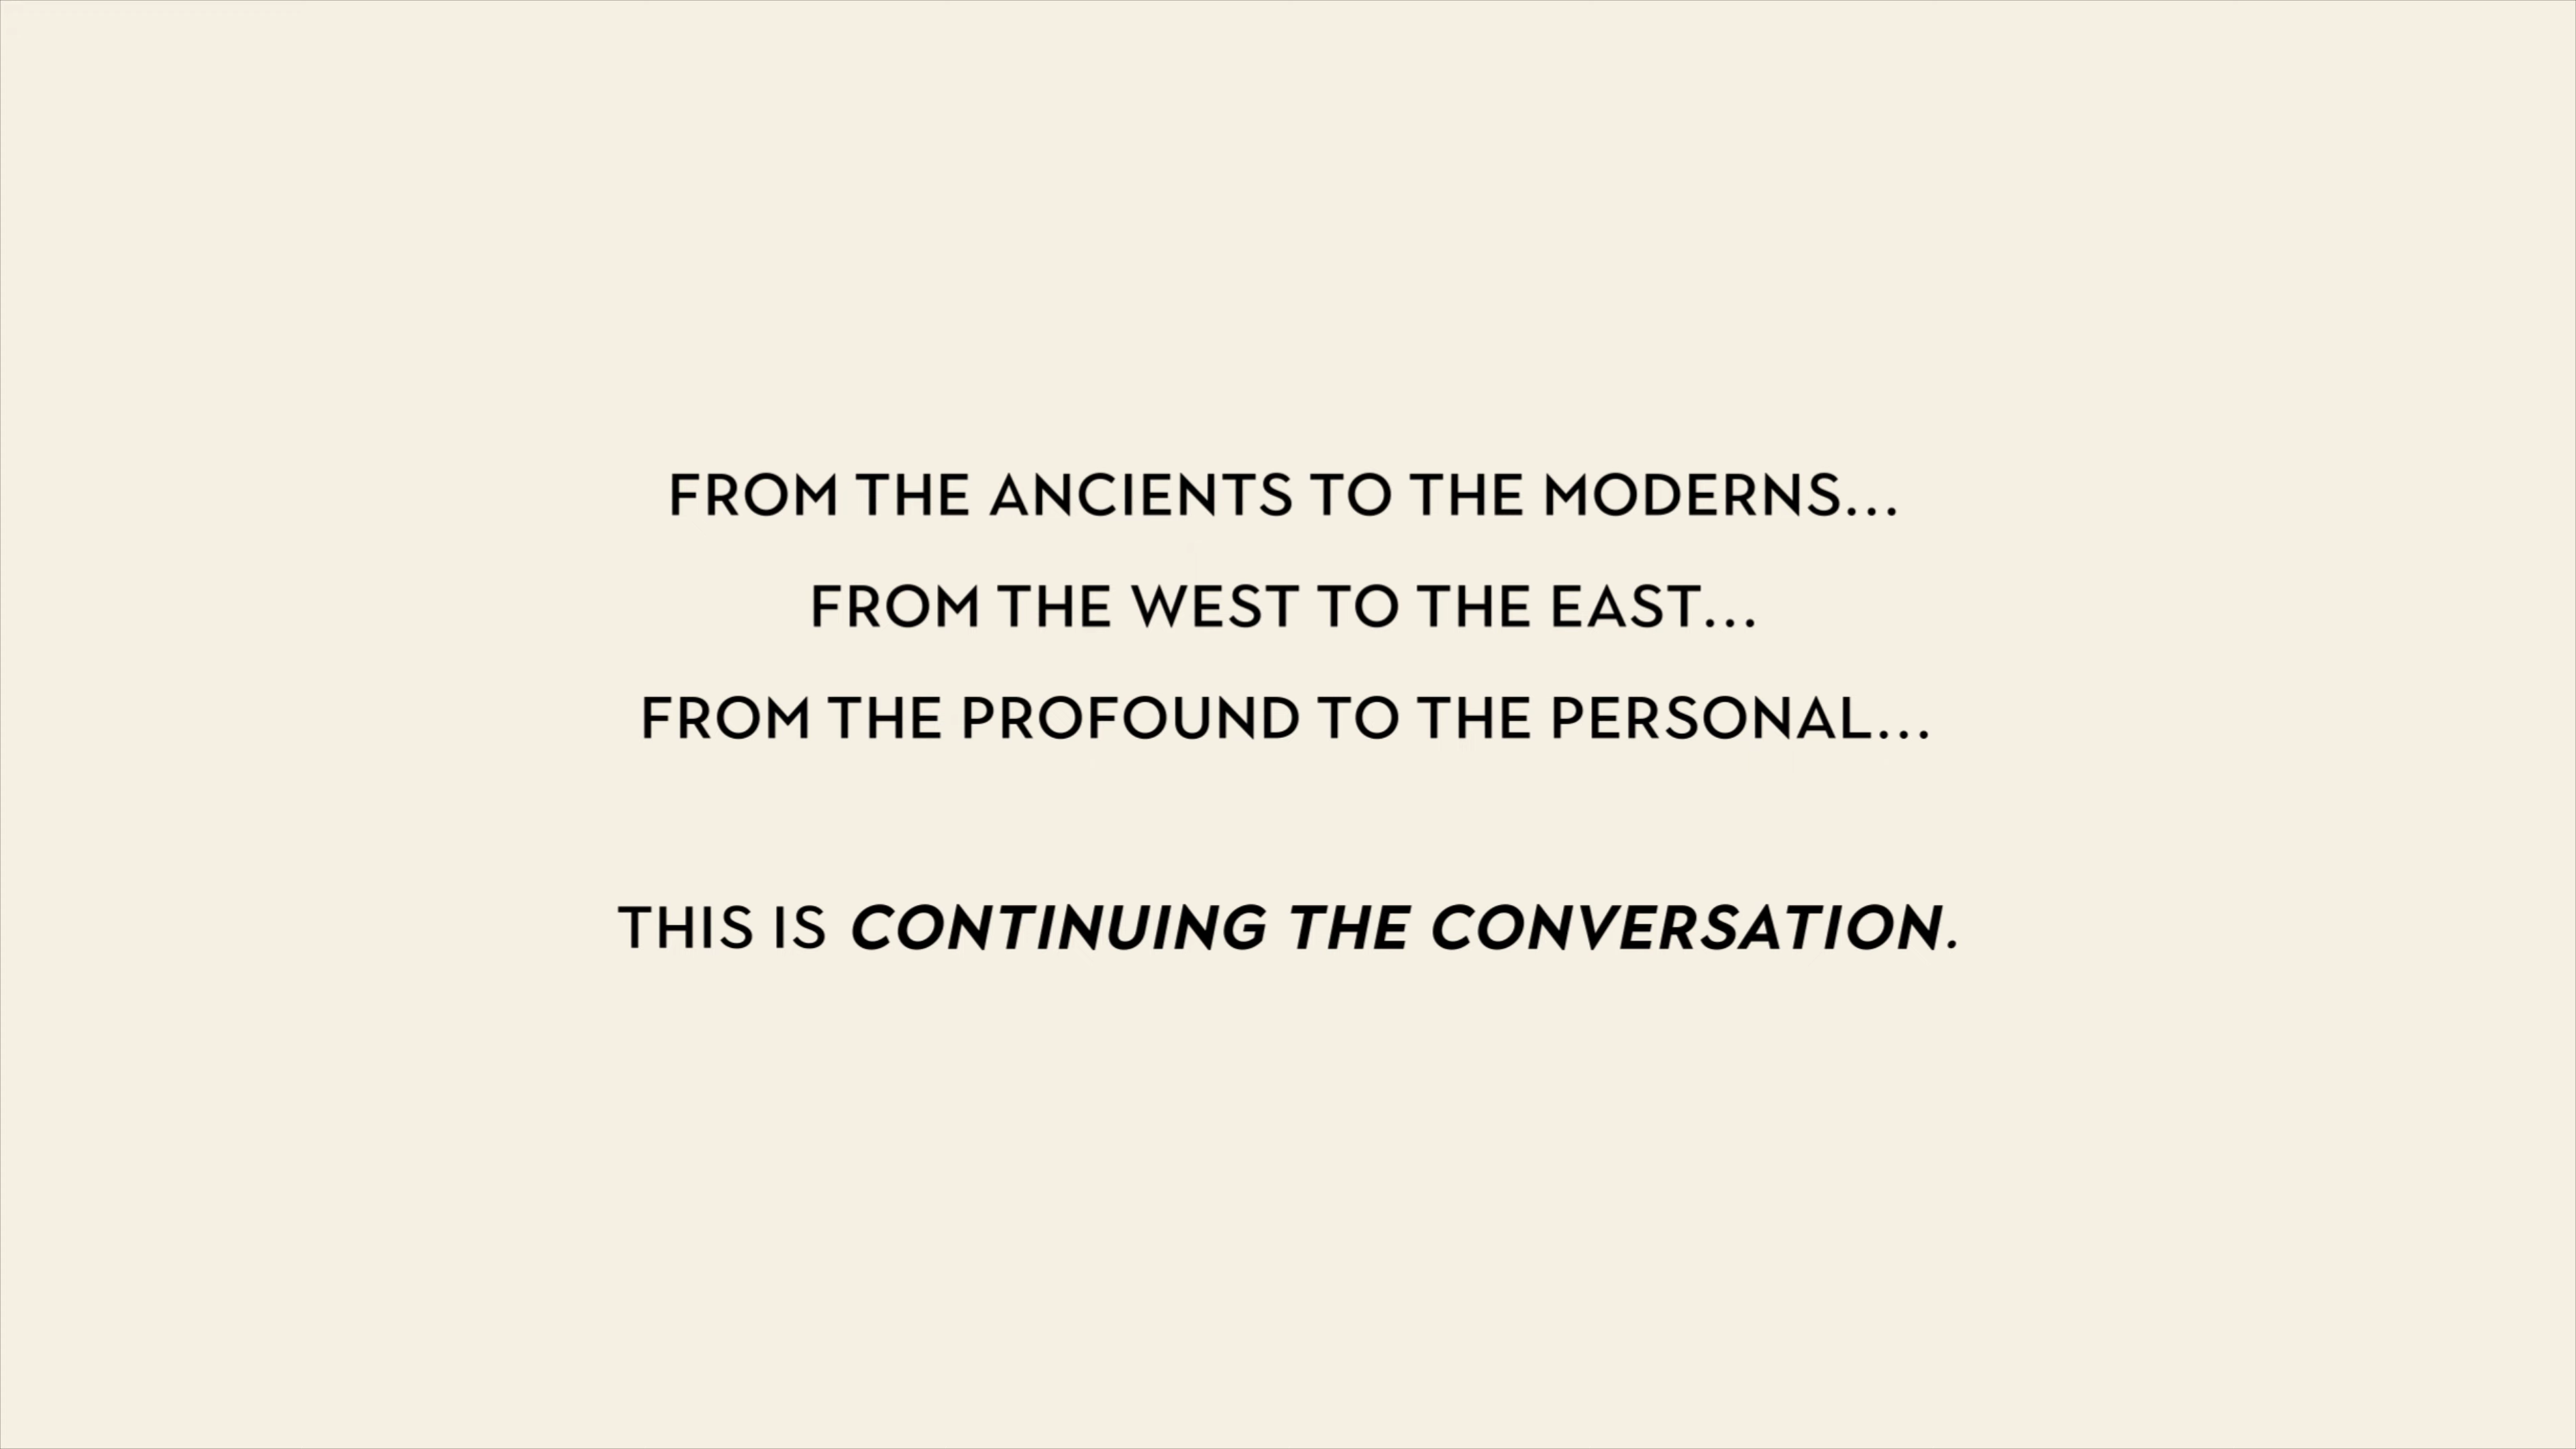 FROM THE ANCIENTS TO THE MODERNS...
FROM THE WEST TO THE EAST...
FROM THE PROFOUND TO THE PERSONAL...
THIS IS CONTINUING THE CONVERSATION.